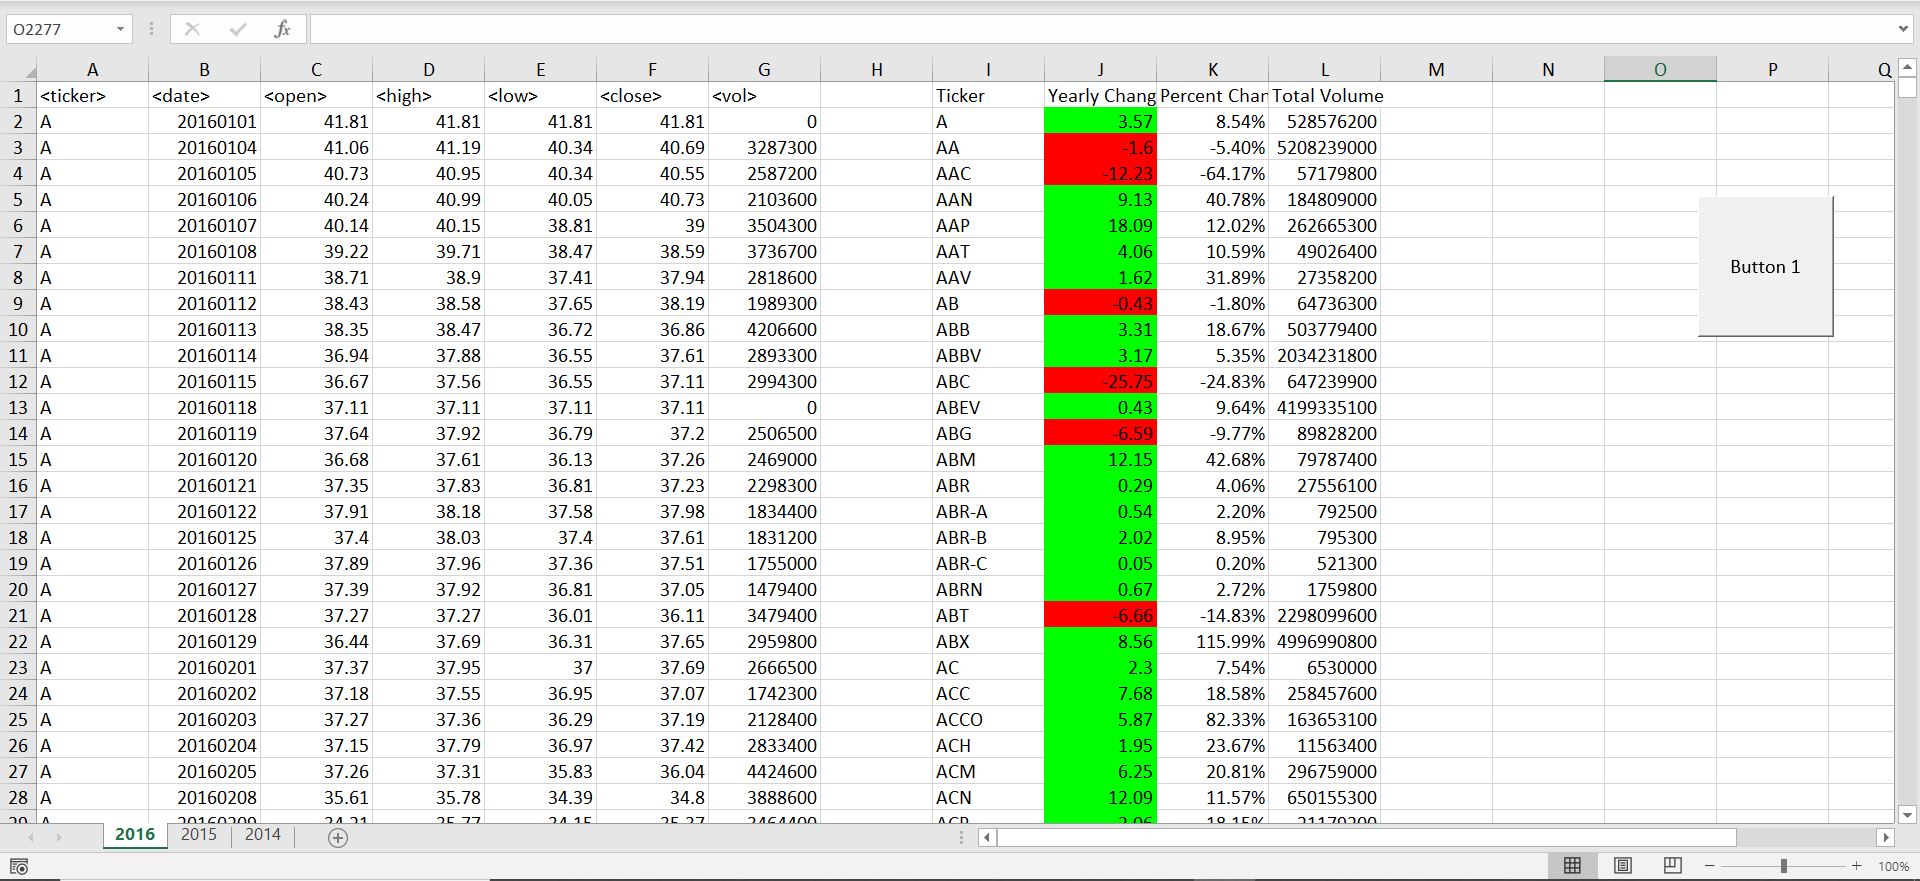 O2277 fx
A B C D E F G H I J K L M N O P Q
1 <ticker> <date> <open> <high> <low> <close> <vol> Ticker Yearly Chang Percent Chan Total Volume
2 A 20160101 41.81 41.81 41.81 41.81 0 A 3.57 8.54% 528576200
3 A 20160104 41.06 41.19 40.34 40.69 3287300 AA -1.6 -5.40% 5208239000
4 A 20160105 40.73 40.95 40.34 40.55 2587200 AAC -12.23 -64.17% 57179800
5 A 20160106 40.24 40.99 40.05 40.73 2103600 AAN 9.13 40.78% 184809000
6 A 20160107 40.14 40.15 38.81 39 3504300 AAP 18.09 12.02% 262665300
7 A 20160108 39.22 39.71 38.47 38.59 3736700 AAT 4.06 10.59% 49026400
8 A 20160111 38.71 38.9 37.41 37.94 2818600 AAV 1.62 31.89% 27358200
Button 1
9 A 20160112 38.43 38.58 37.65 38.19 1989300 AB -0.43 -1.80% 64736300
10 A 20160113 38.35 38.47 36.72 36.86 4206600 ABB 3.31 18.67% 503779400
11 A 20160114 36.94 37.88 36.55 37.61 2893300 ABBV 3.17 5.35% 2034231800
12 A 20160115 36.67 37.56 36.55 37.11 2994300 ABC -25.75 -24.83% 647239900
13 A 20160118 37.11 37.11 37.11 37.11 0 ABEV 0.43 9.64% 4199335100
14 A 20160119 37.64 37.92 36.79 37.2 2506500 ABG -6.59 -9.77% 89828200
15 A 20160120 36.68 37.61 36.13 37.26 2469000 ABM 12.15 42.68% 79787400
16 A 20160121 37.35 37.83 36.81 37.23 2298300 ABR 0.29 4.06% 27556100
17 A 20160122 37.91 38.18 37.58 37.98 1834400 ABR-A 0.54 2.20% 792500
18 A 20160125 37.4 38.03 37.4 37.61 1831200 ABR-B 2.02 8.95% 795300
19 A 20160126 37.89 37.96 37.36 37.51 1755000 ABR-C 0.05 0.20% 521300
20 A 20160127 37.39 37.92 36.81 37.05 1479400 ABRN 0.67 2.72% 1759800
21 A 20160128 37.27 37.27 36.01 36.11 3479400 ABT -6.66 -14.83% 2298099600
22 A 20160129 36.44 37.69 36.31 37.65 2959800 ABX 8.56 115.99% 4996990800
23 A 20160201 37.37 37.95 37 37.69 2666500 AC 2.3 7.54% 6530000
24 A 20160202 37.18 37.55 36.95 37.07 1742300 ACC 7.68 18.58% 258457600
25 A 20160203 37.27 37.36 36.29 37.19 2128400 ACCO 5.87 82.33% 163653100
26 A 20160204 37.15 37.79 36.97 37.42 2833400 ACH 1.95 23.67% 11563400
27 A 20160205 37.26 37.31 35.83 36.04 4424600 ACM 6.25 20.81% 296759000
28 A 20160208 35.61 35.78 34.39 34.8 3888600 ACN 12.09 11.57% 650155300
2016 2015 2014
100%